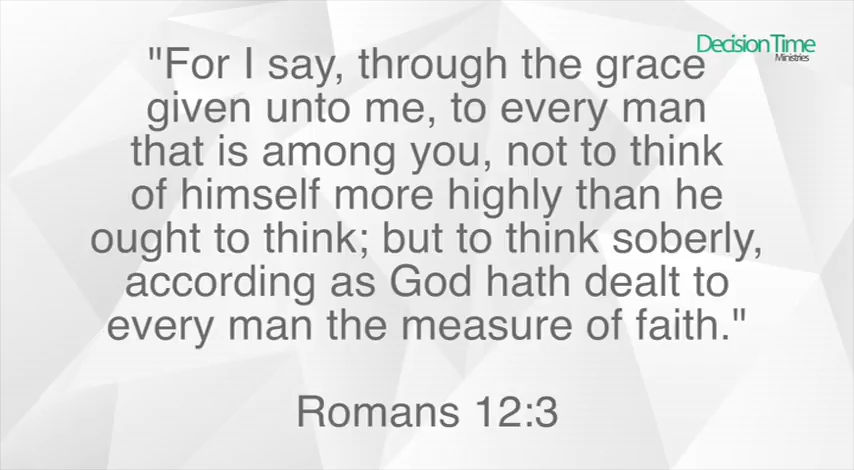 Decision Time
Ministries
"For I say, through the grace
given unto me, to every man
that is among you, not to think
of himself more highly than he
ought to think; but to think soberly,
according as God hath dealt to
every man the measure of faith."
Romans 12:3